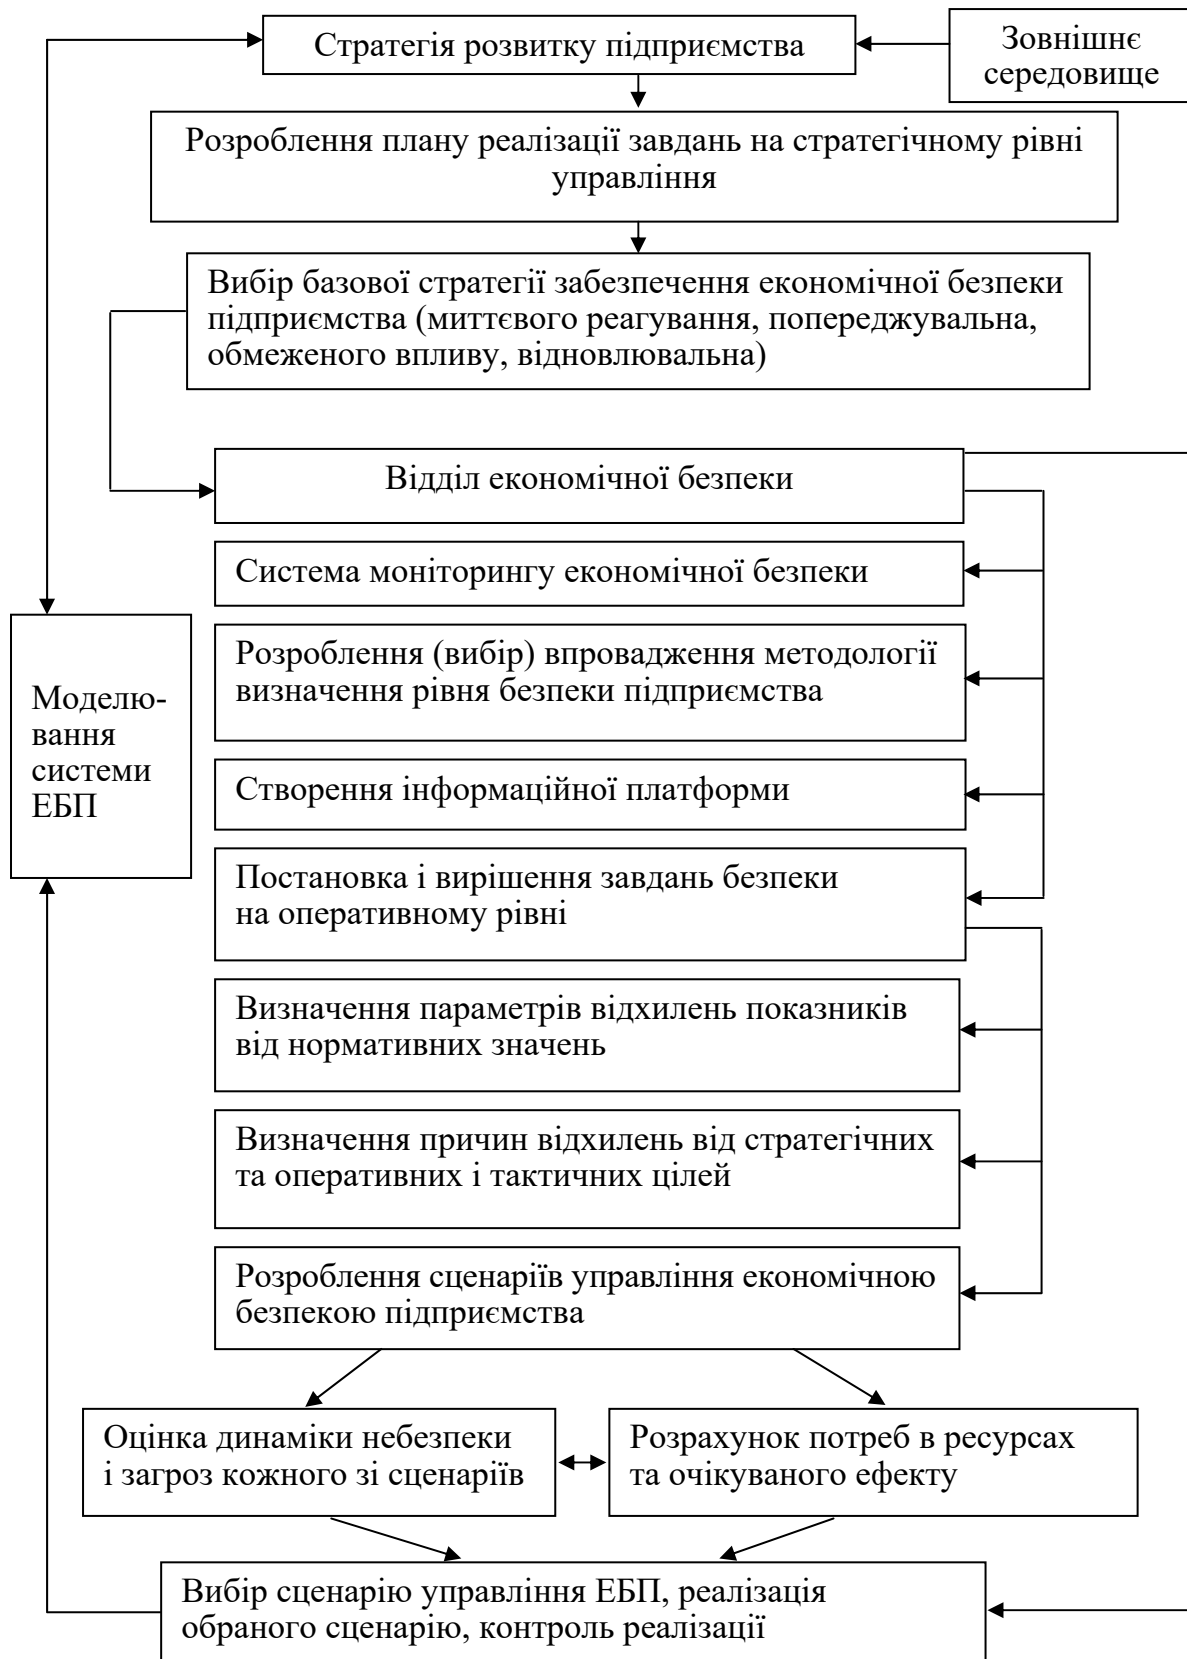 Стратегія розвитку підприємства
Зовнішнє
середовище
Розроблення плану реалізації завдань на стратегічному рівні
управління
Вибір базової стратегії забезпечення економічної безпеки
підприємства (миттєвого реагування, попереджувальна,
обмеженого впливу, відновлювальна)
Відділ економічної безпеки
Система моніторингу економічної безпеки
Розроблення (вибір) впровадження методології
визначення рівня безпеки підприємства
Моделю-
вання
системи
ЕБП
Створення інформаційної платформи
Постановка і вирішення завдань безпеки
на оперативному рівні
Визначення параметрів відхилень показників
від нормативних значень
Визначення причин відхилень від стратегічних
та оперативних і тактичних цілей
Розроблення сценаріїв управління економічною
безпекою підприємства
Оцінка динаміки небезпеки
і загроз кожного зі сценаріїв
Розрахунок потреб в ресурсах
та очікуваного ефекту
Вибір сценарію управління ЕБП, реалізація
обраного сценарію, контроль реалізації